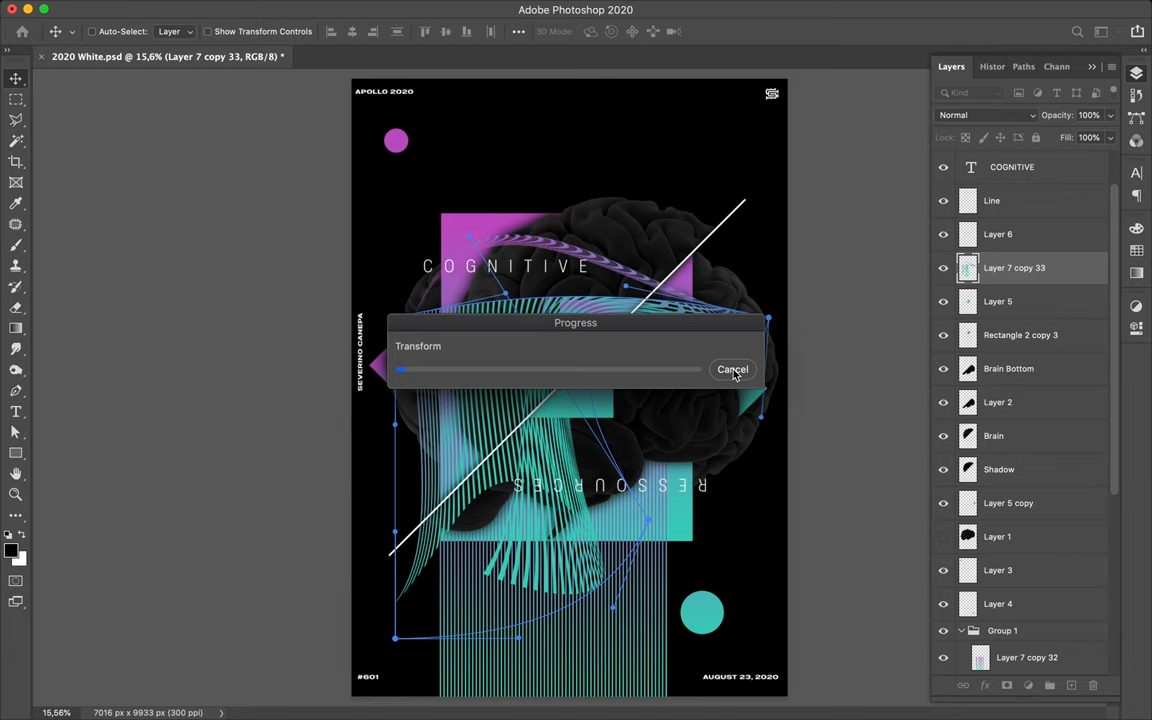 Adobe Photoshop 2020
Auto-Select:
Layer
Show Transform Controls
3D Mode:
2020 White.psd @ 15,6% (Layer 7 copy 33, RGB/8) *
APOLLO 2020
COGNITIVE
SEVERINO CANEPA
Progress
Transform
Cancel
RESSOURCES
#601
AUGUST 23, 2020
Layers
Histor
Paths
Chann
Kind
Normal
Opacity: 100%
Lock:
Fill: 100%
COGNITIVE
Line
Layer 6
Layer 7 copy 33
Layer 5
Rectangle 2 copy 3
Brain Bottom
Layer 2
Brain
Shadow
Layer 5 copy
Layer 1
Layer 3
Layer 4
Group 1
Layer 7 copy 32
15,56%
7016 px x 9933 px (300 ppi)